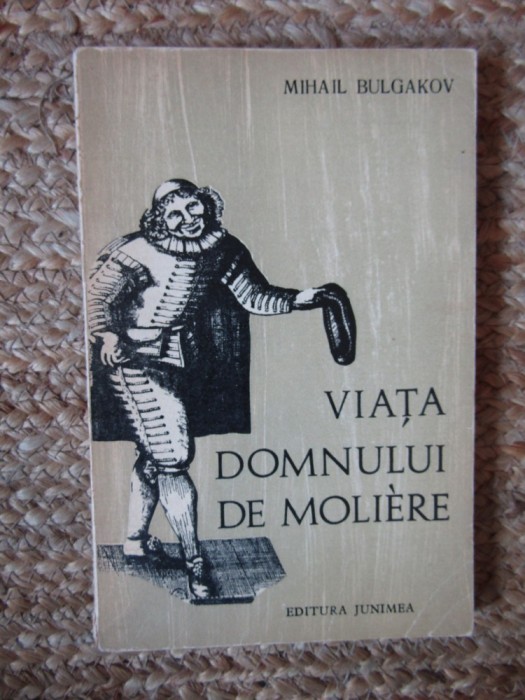 MIHAIL BULGAKOV
VIAȚA
DOMNULUI
DE MOLIÈRE
EDITURA JUNIMEA